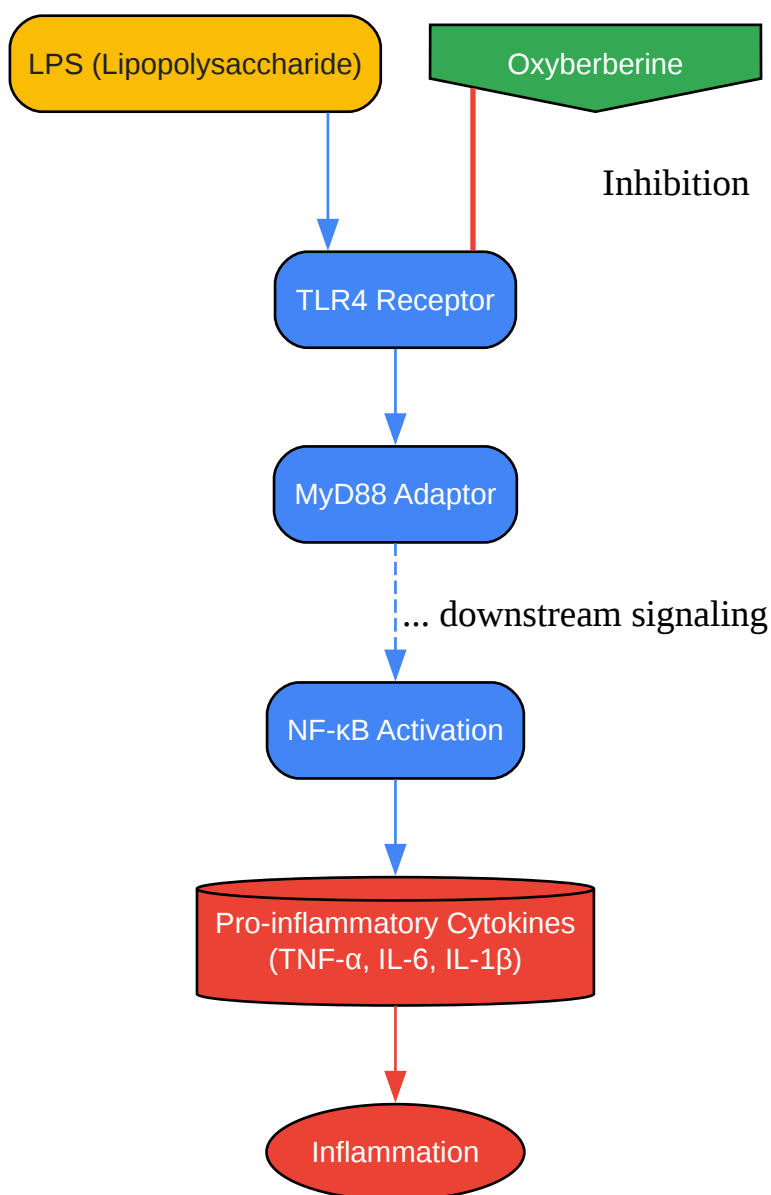 LPS (Lipopolysaccharide)
Oxyberberine
Inhibition
TLR4 Receptor
MyD88 Adaptor
... downstream signaling
NF-κB Activation
Pro-inflammatory Cytokines
(TNF-α, IL-6, IL-1β)
Inflammation